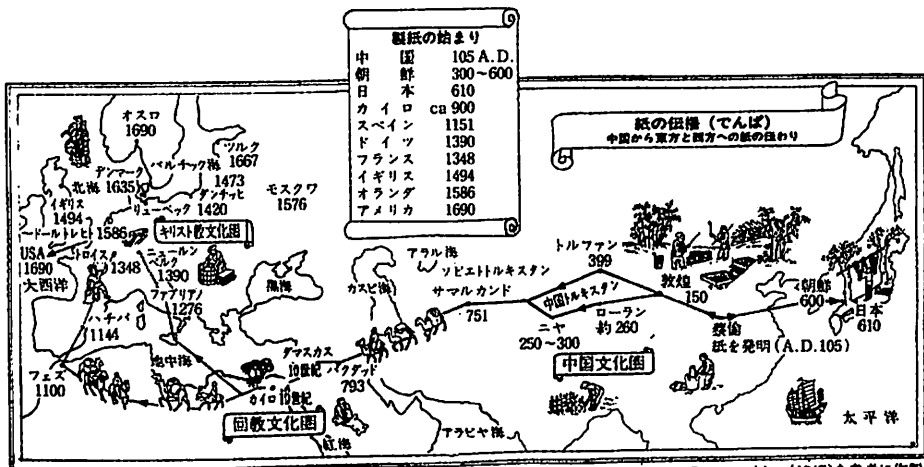 製紙の始まり
中国 105 A.D.
朝鮮 300~600
日本 610
カイロ ca 900
スペイン 1151
ドイツ 1390
フランス 1348
イギリス 1494
オランダ 1586
アメリカ 1690
紙の伝播（でんぱ）
中国から東方と西方への紙の伝わり
オスロ
1690
ツルク
1667
バルチック海
デンマーク
1635
1473
北海
ダンチッヒ
1420
リューベック
モスクワ
1576
イギリス
1494
ードールトレヒト 1586
キリスト教文化圏
USA
1690
トロイス
1348
ニュールン
ベルク
1390
大西洋
ファブリアノ
1276
黒海
ハチバ
1144
地中海
フェズ
1100
ダマスカス
10世紀
カイロ 10世紀
バクダッド
793
回教文化圏
紅海
アラビヤ海
カスピ海
アラル海
ソビエトトルキスタン
サマルカンド
751
トルファン
399
中国トルキスタン
ニヤ
250~300
ローラン
約 260
敦煌
150
中国文化圏
蔡倫
紙を発明(A.D.105)
朝鮮
600
日本
610
太平洋